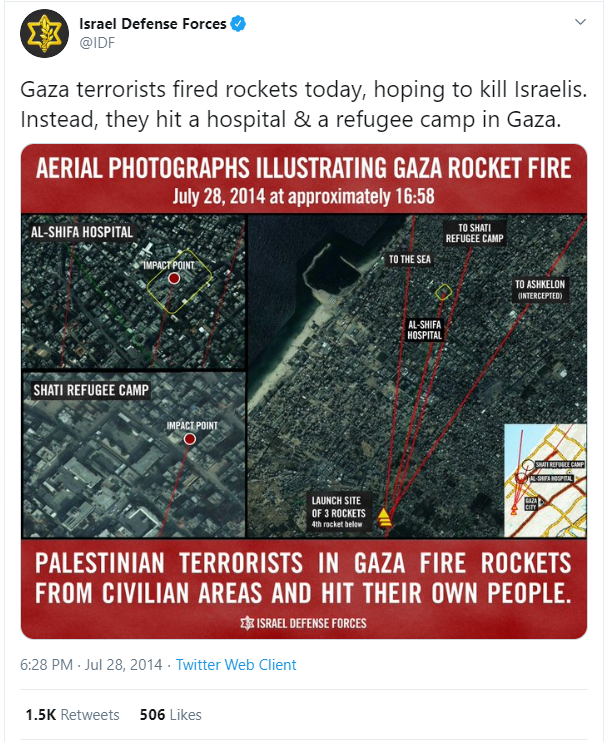 Israel Defense Forces
@IDF
Gaza terrorists fired rockets today, hoping to kill Israelis.
Instead, they hit a hospital & a refugee camp in Gaza.
AERIAL PHOTOGRAPHS ILLUSTRATING GAZA ROCKET FIRE
July 28, 2014 at approximately 16:58
AL-SHIFA HOSPITAL
IMPACT POINT
SHATI REFUGEE CAMP
IMPACT POINT
TO THE SEA
TO SHATI
REFUGEE CAMP
TO ASHKELON
(INTERCEPTED)
AL-SHIFA
HOSPITAL
LAUNCH SITE
OF 3 ROCKETS
4th rocket below
SHATI REFUGEE CAMP
AL-SHIFA HOSPITAL
GAZA
CITY
PALESTINIAN TERRORISTS IN GAZA FIRE ROCKETS
FROM CIVILIAN AREAS AND HIT THEIR OWN PEOPLE.
ISRAEL DEFENSE FORCES
6:28 PM · Jul 28, 2014 · Twitter Web Client
1.5K Retweets 506 Likes